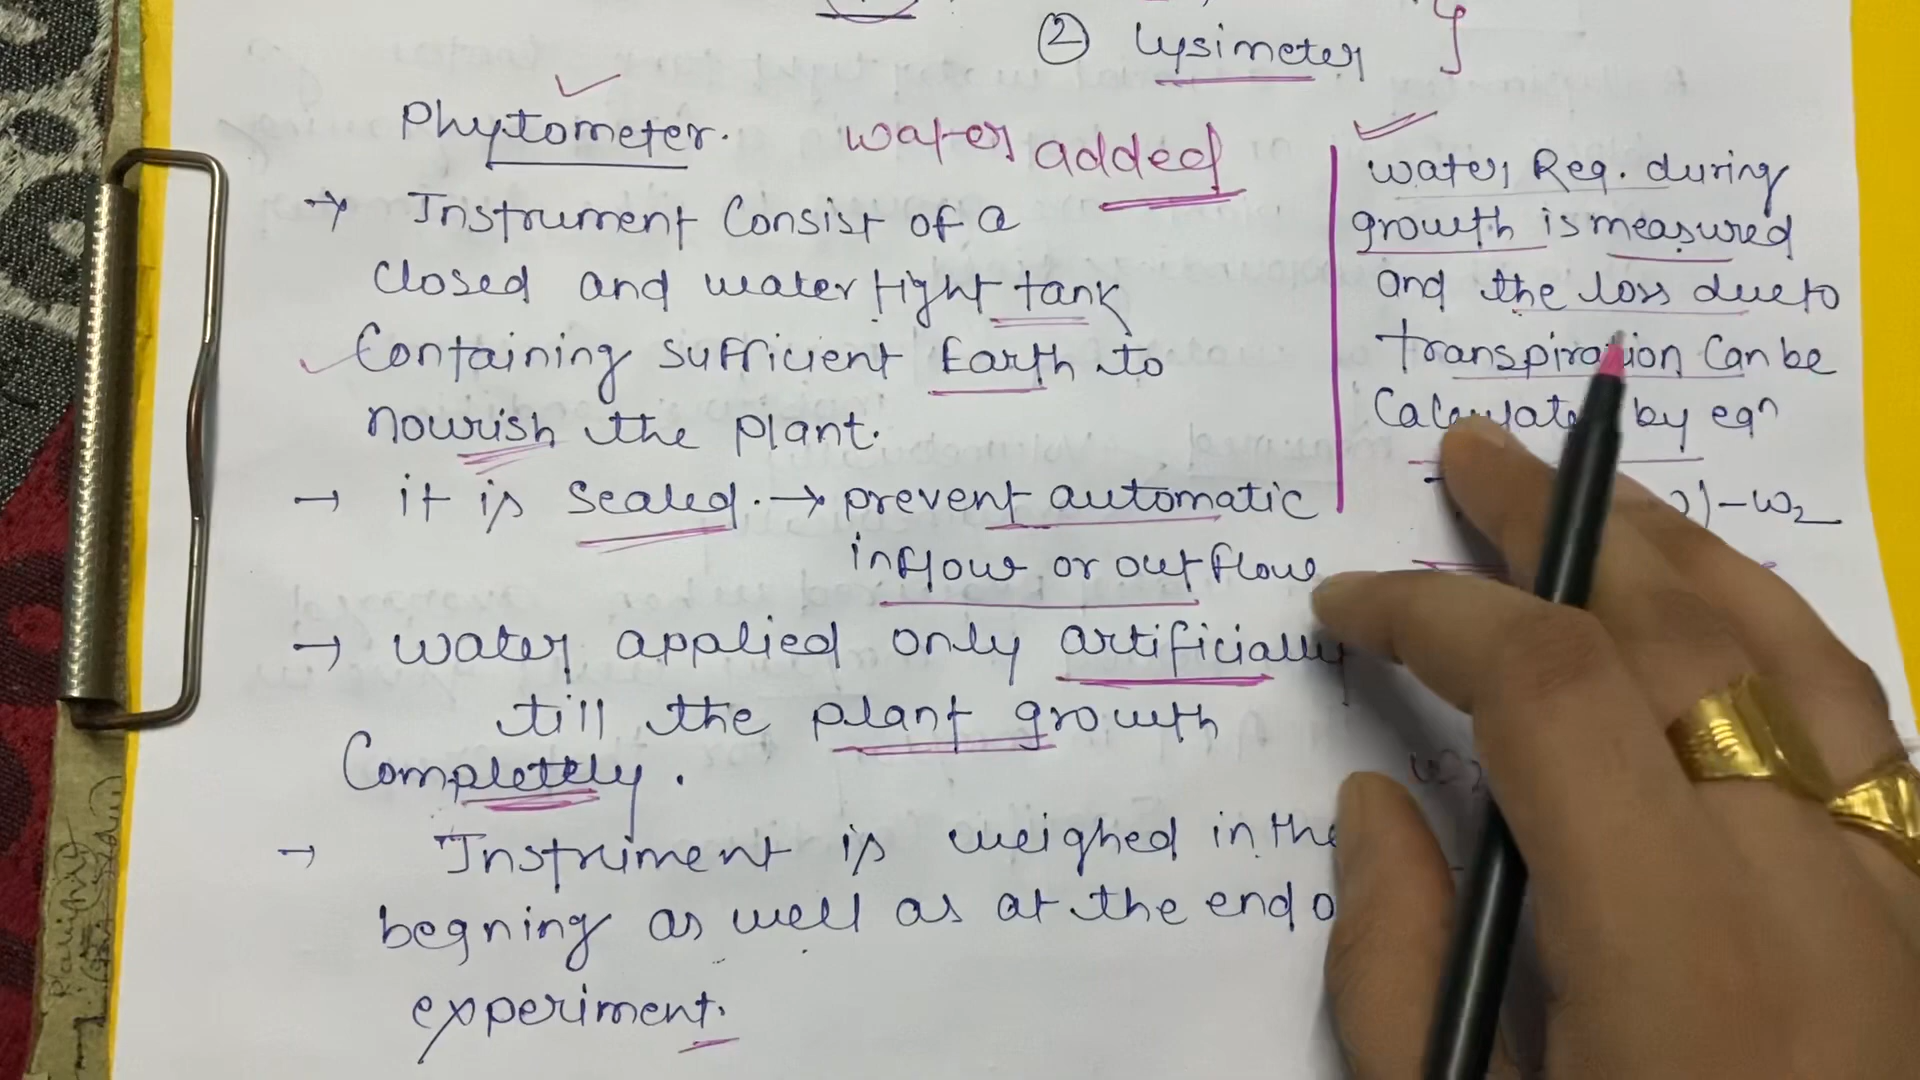 ② Lysimeter
Phytometer.
water added
→ Instrument Consist of a
Closed and water tight tank
Containing sufficient Earth to
nourish the plant.
→ it is sealed. → prevent automatic
inflow or outflow
→ water applied only artificially
till the plant growth
Completely.
→ Instriment is weighed in the
begning as well as at the end o
experiment.
water Req. during
growth is measured
and the loss due to
transpiration Can be
by eqn
)-w2